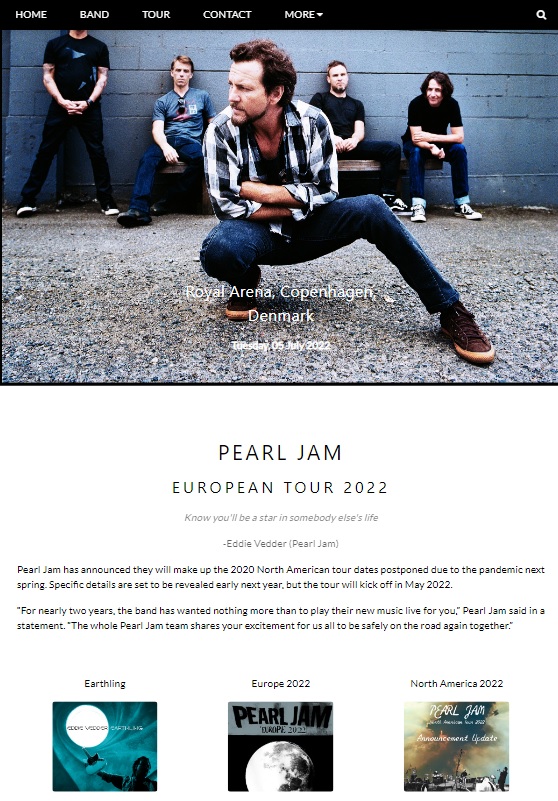 HOME BAND TOUR CONTACT MORE
Royal Arena, Copenhagen,
Denmark
Tuesday, 05 July 2022
PEARL JAM
EUROPEAN TOUR 2022
Know you'll be a star in somebody else's life
-Eddie Vedder (Pearl Jam)
Pearl Jam has announced they will make up the 2020 North American tour dates postponed due to the pandemic next
spring. Specific details are set to be revealed early next year, but the tour will kick off in May 2022.
"For nearly two years, the band has wanted nothing more than to play their new music live for you," Pearl Jam said in a
statement. "The whole Pearl Jam team shares your excitement for us all to be safely on the road again together."
Earthling Europe 2022 North America 2022
EDDIE VEDDER EARTHLING
PEARL JAM
EUROPE 2022
PEARL JAM
North American Tour 2022
Announcement Update